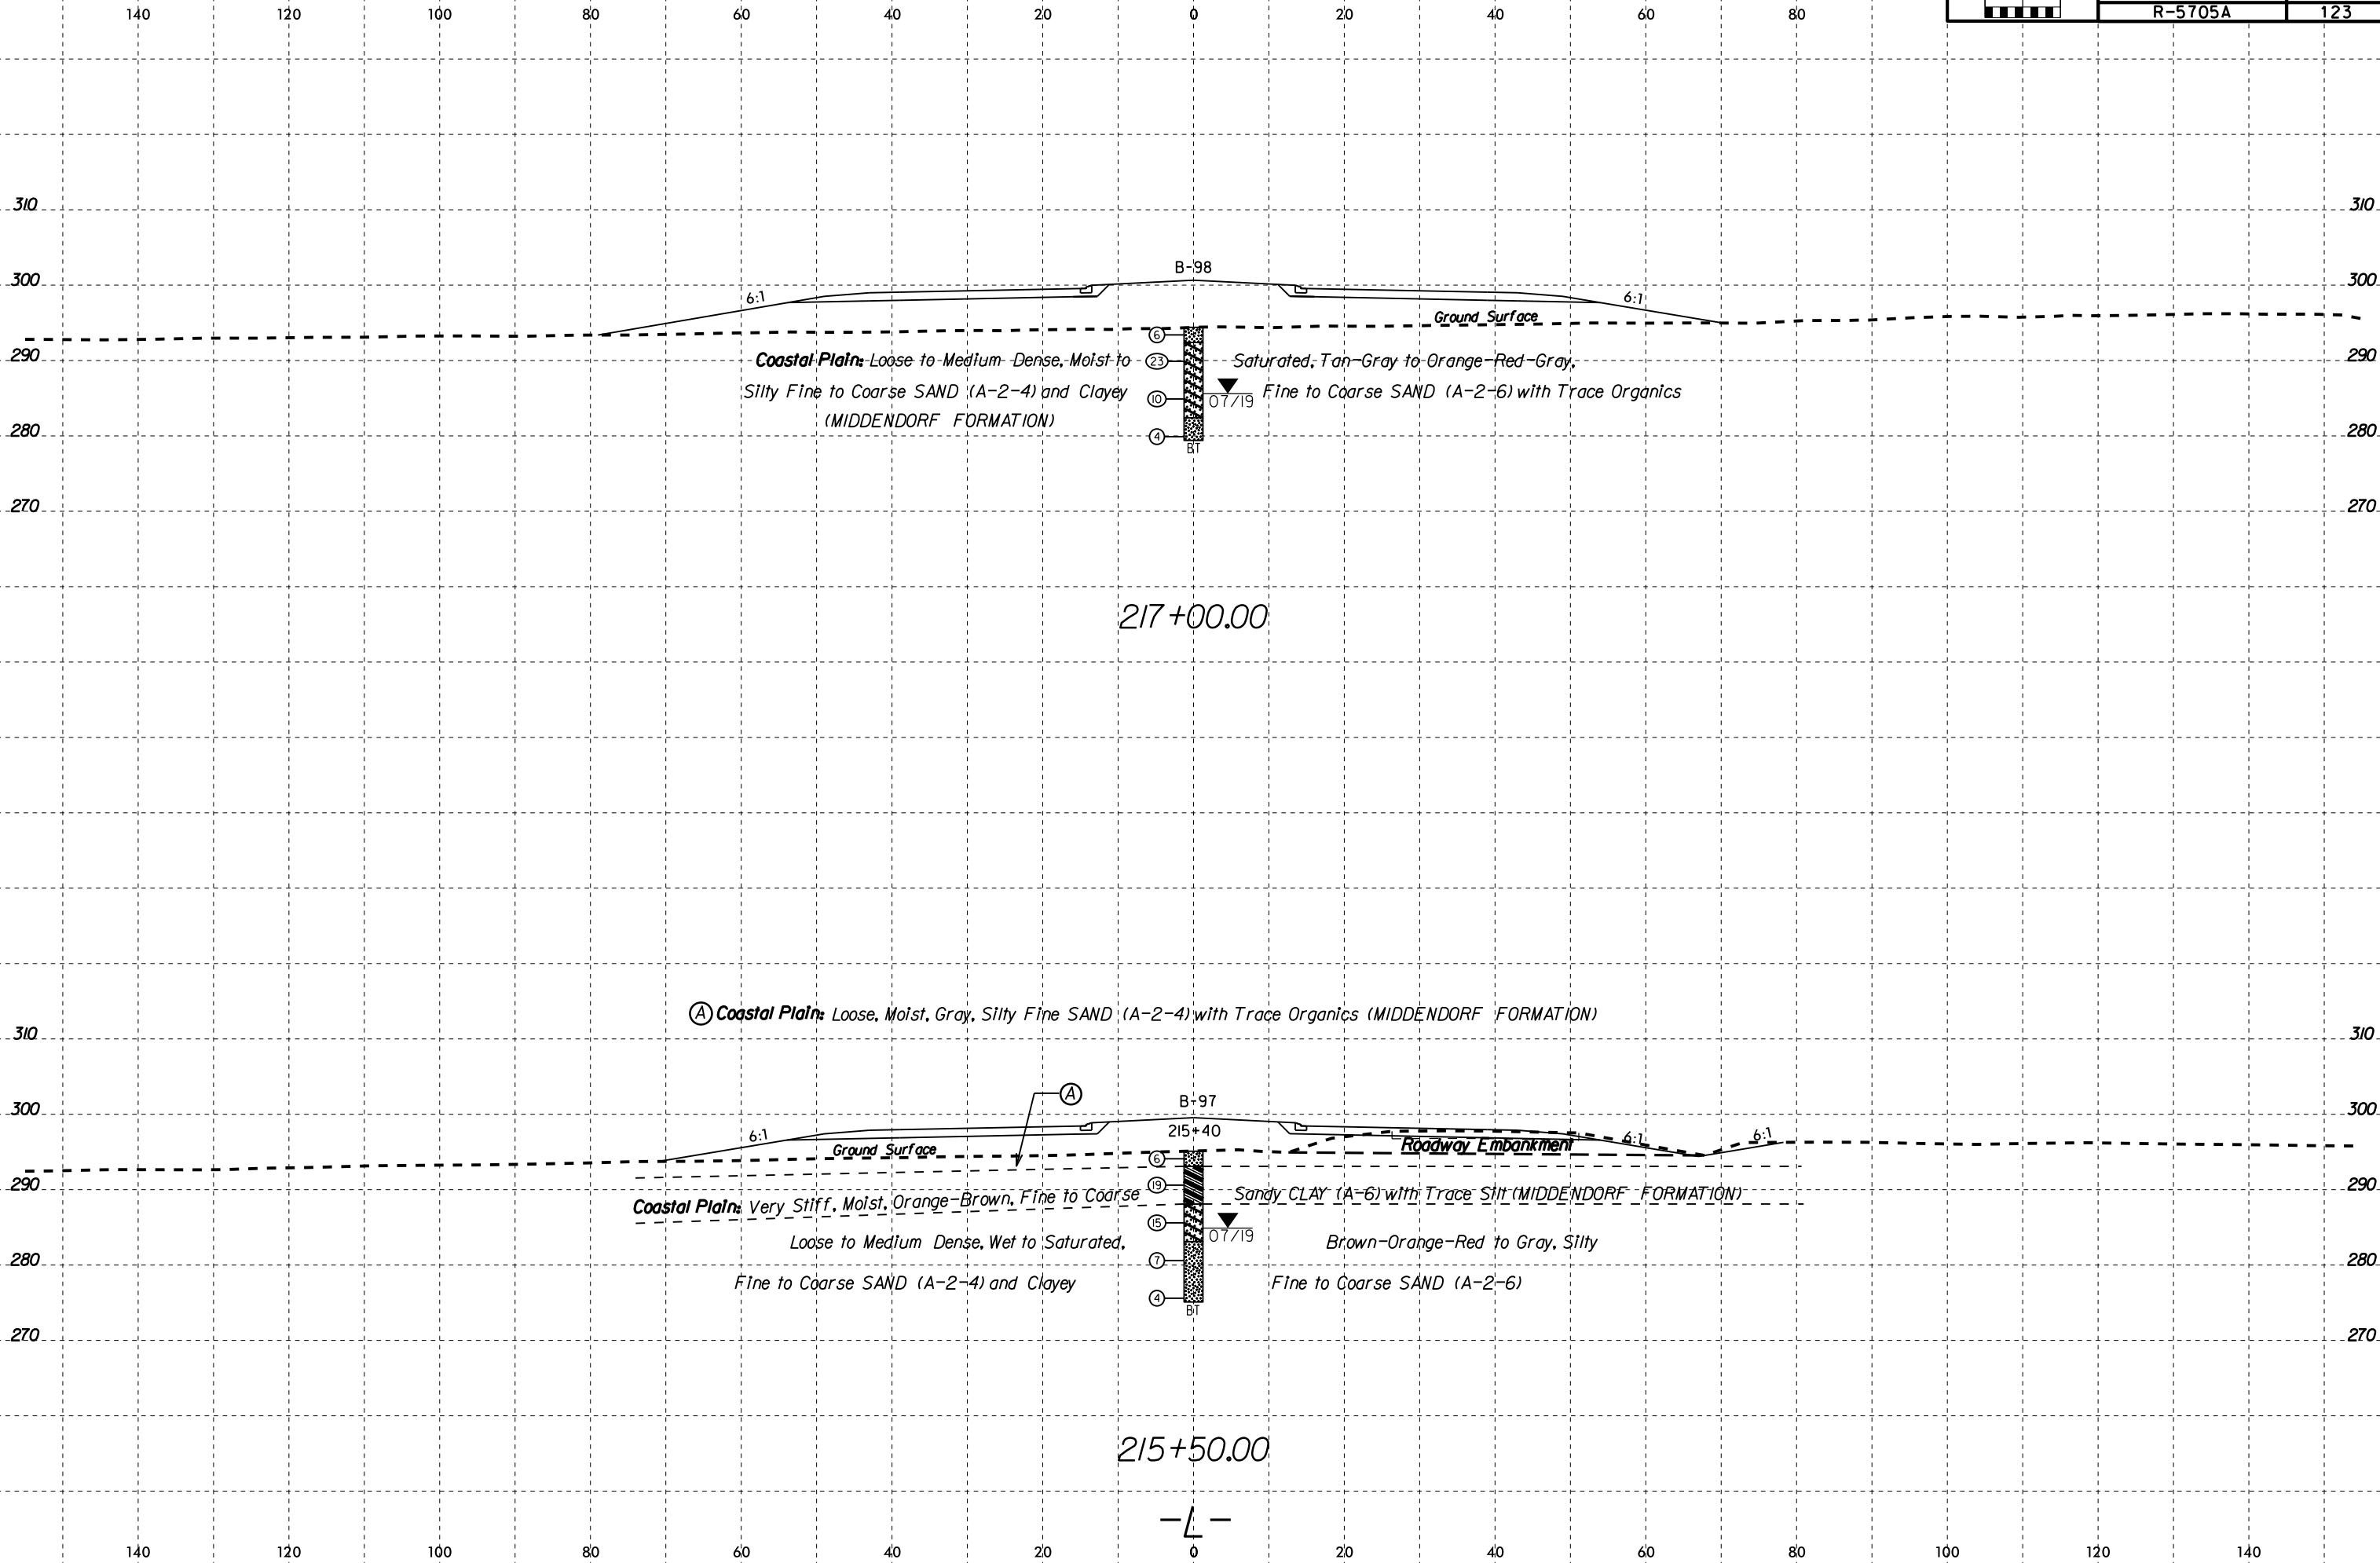 140 120 100 80 60 40 20 0 20 40 60 80
R-5705A 123
310 310
300 B-98 300
6:1 6:1
Ground Surface
6
290 Coastal Plain: Loose to Medium Dense, Moist to 23 Saturated, Tan-Gray to Orange-Red-Gray, 290
Silty Fine to Coarse SAND (A-2-4) and Clayey 10 07/19 Fine to Coarse SAND (A-2-6) with Trace Organics
(MIDDENDORF FORMATION)
280 4 280
BT
270 270
217+00.00
A Coastal Plain: Loose, Moist, Gray, Silty Fine SAND (A-2-4) with Trace Organics (MIDDENDORF FORMATION)
310 310
A
300 B-97 300
6:1 215+40 6:1 6:1
Ground Surface Roadway Embankment
6
290 19 290
Coastal Plain: Very Stiff, Moist, Orange-Brown, Fine to Coarse Sandy CLAY (A-6) with Trace Silt (MIDDENDORF FORMATION)
15 07/19
Loose to Medium Dense, Wet to Saturated, Brown-Orange-Red to Gray, Silty
280 7 280
Fine to Coarse SAND (A-2-4) and Clayey Fine to Coarse SAND (A-2-6)
4
BT
270 270
215+50.00
-L-
140 120 100 80 60 40 20 0 20 40 60 80 100 120 140